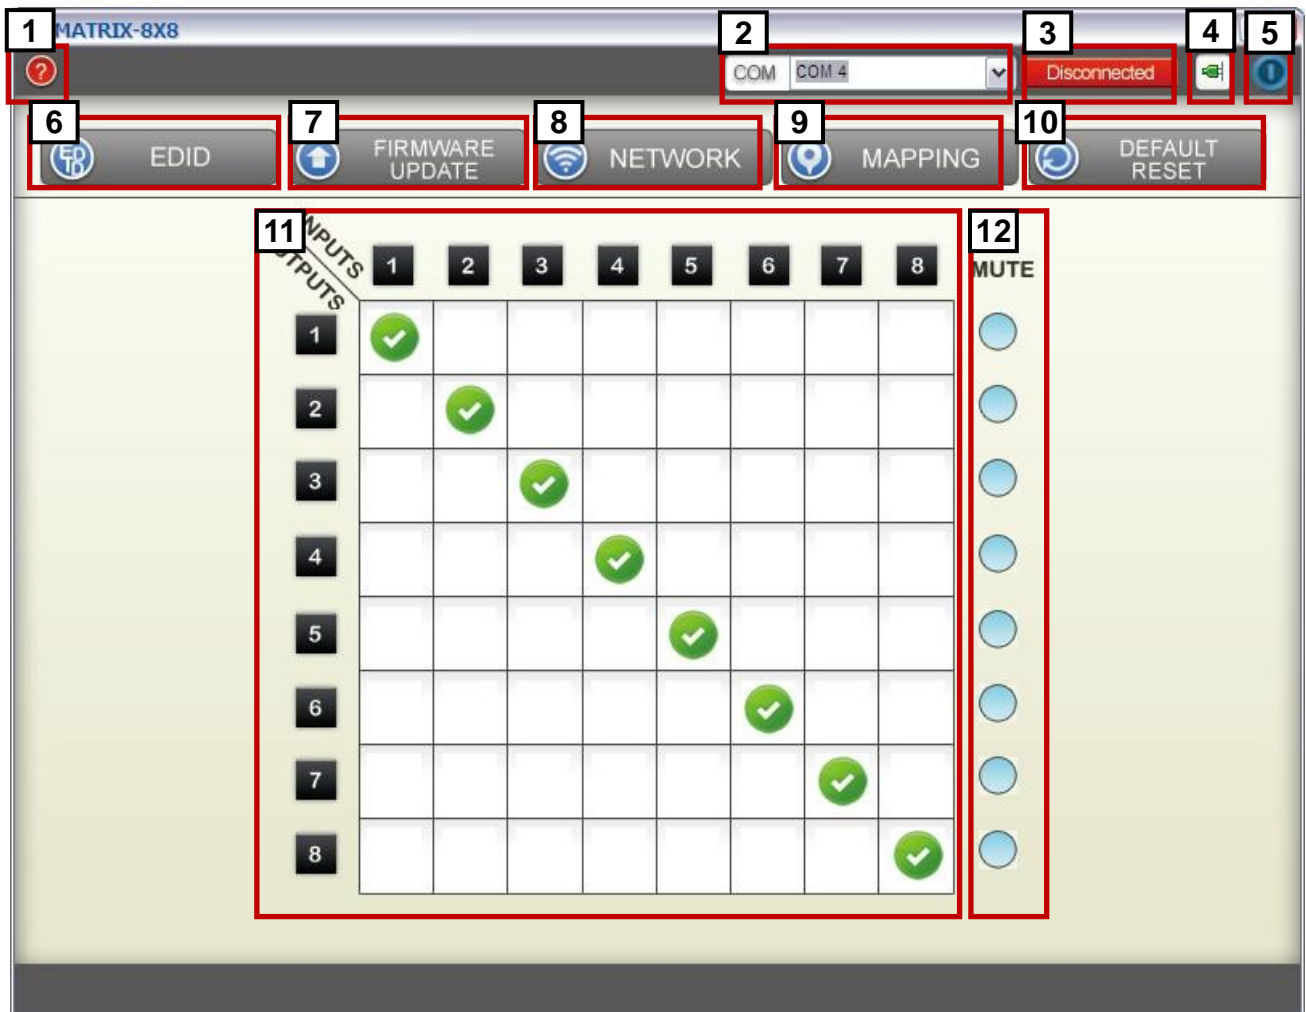 1
MATRIX-8X8
2
3
4
5
?
COM
COM 4
Disconnected
6
7
8
9
10
EDID
EDID
FIRMWARE
UPDATE
NETWORK
MAPPING
DEFAULT
RESET
11
12
INPUTS
OUTPUTS
1
2
3
4
5
6
7
8
MUTE
1
2
3
4
5
6
7
8